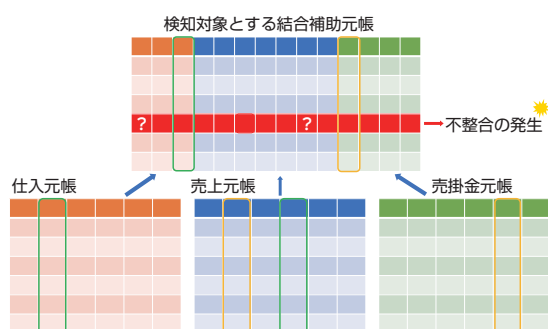 検知対象とする結合補助元帳
? ?
不整合の発生
仕入元帳
売上元帳
売掛金元帳